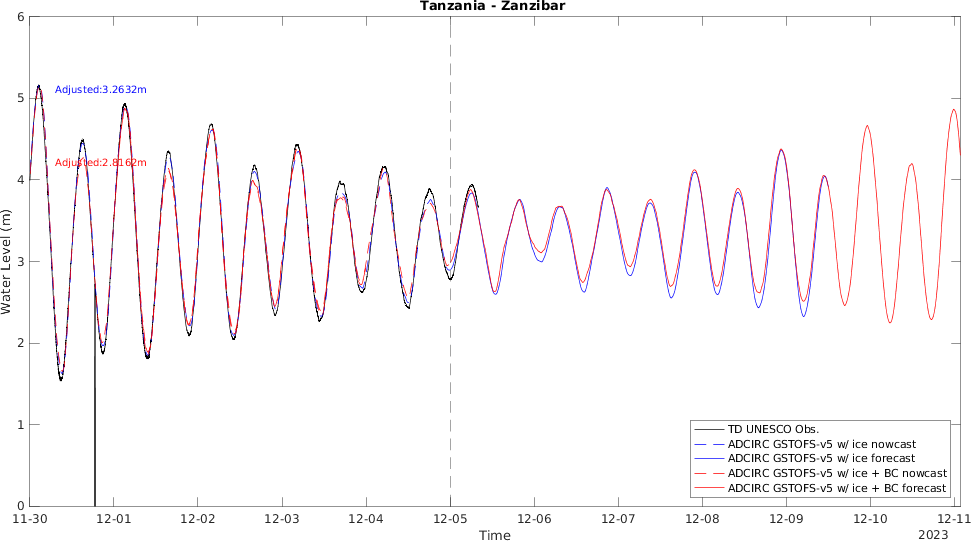 Tanzania - Zanzibar
6
5
4
3
2
1
0
Water Level (m)
Adjusted:3.2632m
Adjusted:2.8162m
TD UNESCO Obs.
ADCIRC GSTOFS-v5 w/ ice nowcast
ADCIRC GSTOFS-v5 w/ ice forecast
ADCIRC GSTOFS-v5 w/ ice + BC nowcast
ADCIRC GSTOFS-v5 w/ ice + BC forecast
11-30 12-01 12-02 12-03 12-04 12-05 12-06 12-07 12-08 12-09 12-10 12-11
Time
2023